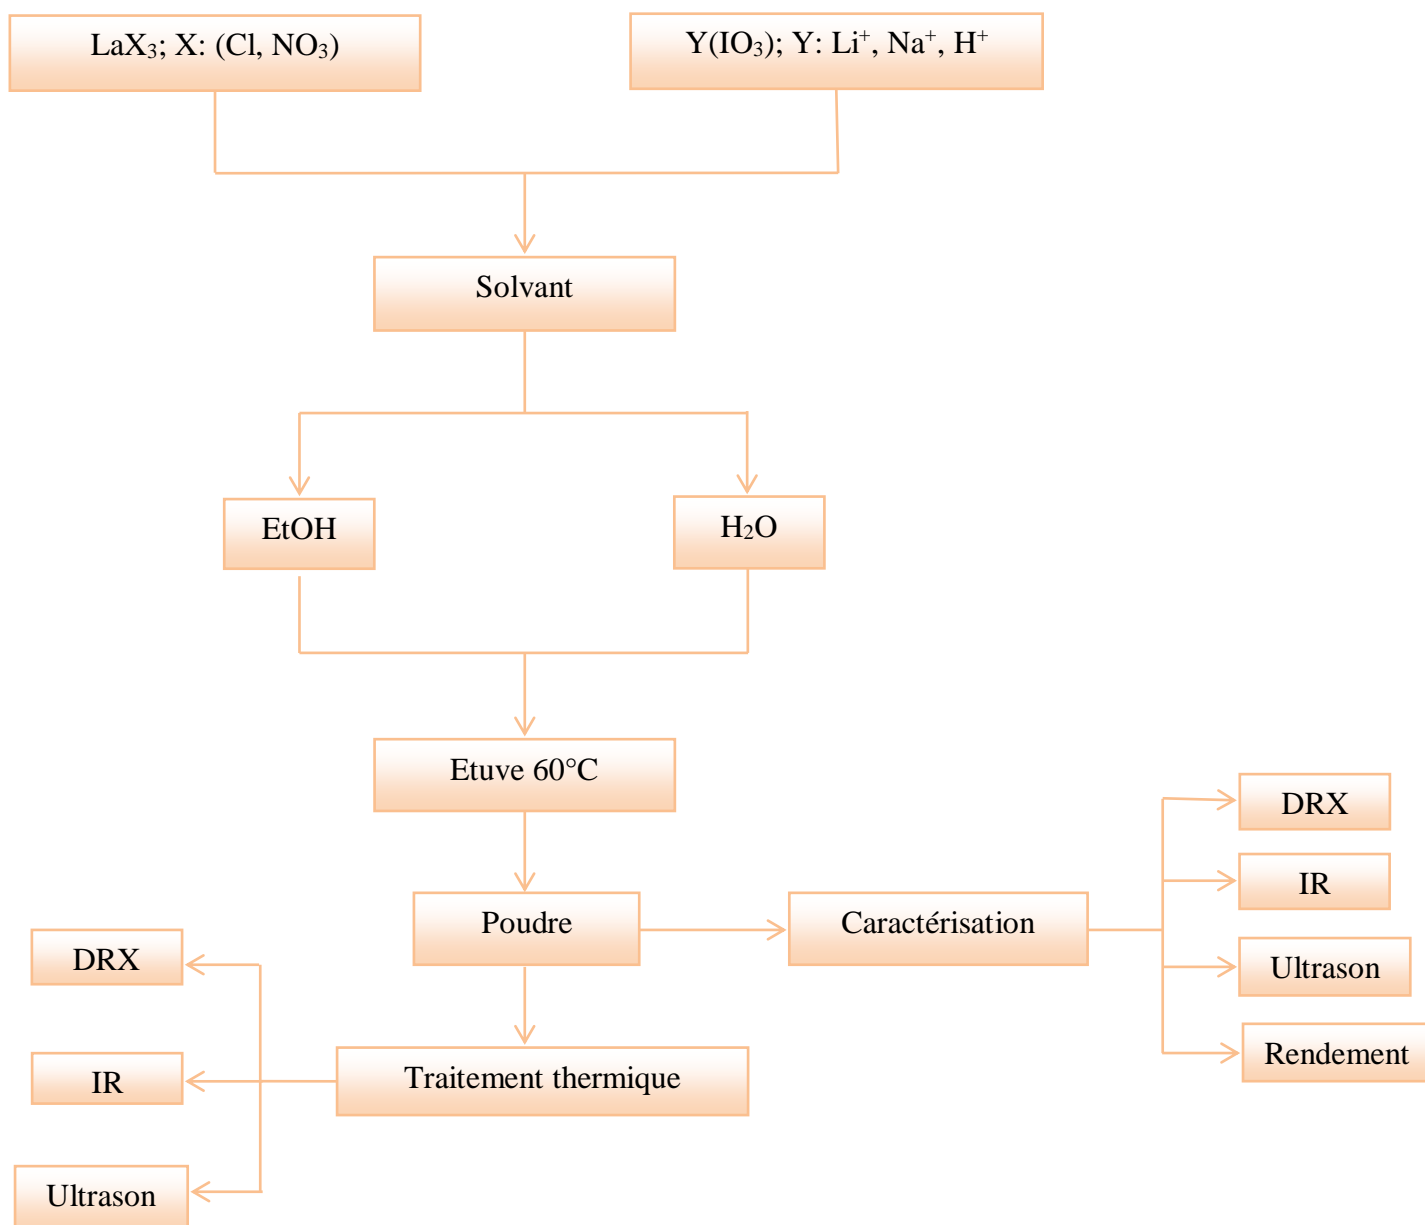 LaX₃; X: (Cl, NO₃)
Y(IO₃); Y: Li⁺, Na⁺, H⁺
Solvant
EtOH
H₂O
Etuve 60°C
Poudre
Caractérisation
DRX
IR
Ultrason
Rendement
Traitement thermique
DRX
IR
Ultrason